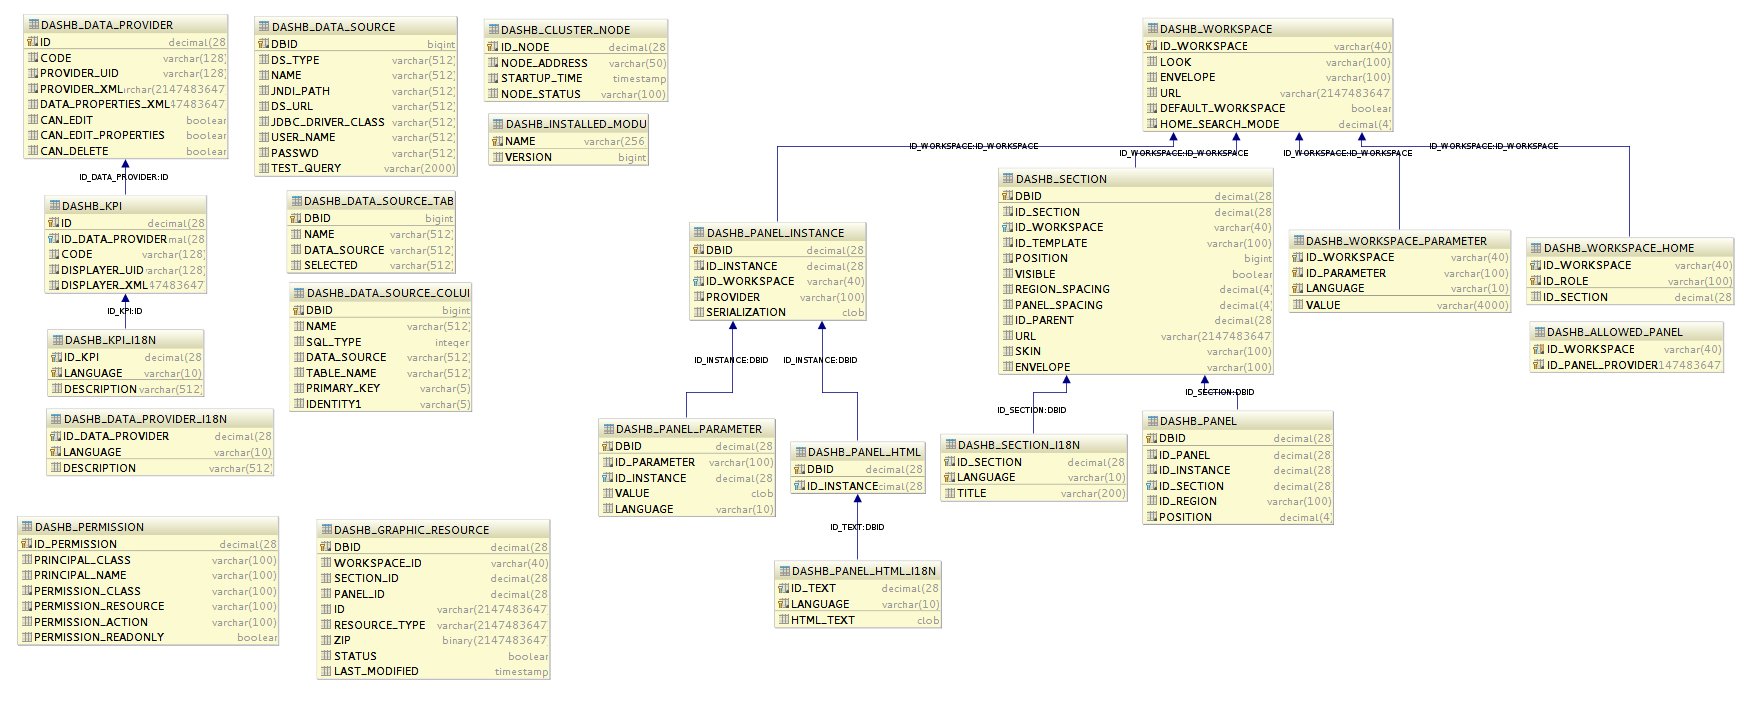 DASHB_DATA_PROVIDER
ID decimal(28
CODE varchar(128)
PROVIDER_UID varchar(128)
PROVIDER_XML rchar(2147483647
DATA_PROPERTIES_XML 47483647
CAN_EDIT boolean
CAN_EDIT_PROPERTIES boolean
CAN_DELETE boolean
ID_DATA_PROVIDER:ID
DASHB_KPI
ID decimal(28
ID_DATA_PROVIDER mal(28
CODE varchar(128)
DISPLAYER_UID varchar(128)
DISPLAYER_XML 47483647
ID_KPI:ID
DASHB_KPI_I18N
ID_KPI decimal(28
LANGUAGE varchar(10)
DESCRIPTION varchar(512)
DASHB_DATA_PROVIDER_I18N
ID_DATA_PROVIDER decimal(28
LANGUAGE varchar(10)
DESCRIPTION varchar(512)
DASHB_PERMISSION
ID_PERMISSION decimal(28
PRINCIPAL_CLASS varchar(100)
PRINCIPAL_NAME varchar(100)
PERMISSION_CLASS varchar(100)
PERMISSION_RESOURCE varchar(100)
PERMISSION_ACTION varchar(100)
PERMISSION_READONLY boolean
DASHB_DATA_SOURCE
DBID bigint
DS_TYPE varchar(512)
NAME varchar(512)
JNDI_PATH varchar(512)
DS_URL varchar(512)
JDBC_DRIVER_CLASS varchar(512)
USER_NAME varchar(512)
PASSWD varchar(512)
TEST_QUERY varchar(2000)
DASHB_DATA_SOURCE_TAB
DBID bigint
NAME varchar(512)
DATA_SOURCE varchar(512)
SELECTED varchar(512)
DASHB_DATA_SOURCE_COLUI
DBID bigint
NAME varchar(512)
SQL_TYPE integer
DATA_SOURCE varchar(512)
TABLE_NAME varchar(512)
PRIMARY_KEY varchar(5)
IDENTITY1 varchar(5)
DASHB_GRAPHIC_RESOURCE
DBID decimal(28
WORKSPACE_ID varchar(40)
SECTION_ID decimal(28
PANEL_ID decimal(28
ID varchar(2147483647
RESOURCE_TYPE varchar(2147483647
ZIP binary(2147483647
STATUS boolean
LAST_MODIFIED timestamp
DASHB_CLUSTER_NODE
ID_NODE decimal(28
NODE_ADDRESS varchar(50)
STARTUP_TIME timestamp
NODE_STATUS varchar(100)
DASHB_INSTALLED_MODU
NAME varchar(256
VERSION bigint
DASHB_WORKSPACE
ID_WORKSPACE varchar(40)
LOOK varchar(100)
ENVELOPE varchar(100)
URL varchar(2147483647
DEFAULT_WORKSPACE boolean
HOME_SEARCH_MODE decimal(4)
ID_WORKSPACE:ID_WORKSPACE
ID_WORKSPACE:ID_WORKSPACE
ID_WORKSPACE:ID_WORKSPACE
ID_WORKSPACE:ID_WORKSPACE
DASHB_PANEL_INSTANCE
DBID decimal(28
ID_INSTANCE decimal(28
ID_WORKSPACE varchar(40)
PROVIDER varchar(100)
SERIALIZATION clob
ID_INSTANCE:DBID
ID_INSTANCE:DBID
DASHB_PANEL_PARAMETER
DBID decimal(28
ID_PARAMETER varchar(100)
ID_INSTANCE decimal(28
VALUE clob
LANGUAGE varchar(10)
DASHB_PANEL_HTML
DBID decimal(28
ID_INSTANCE cimal(28
ID_TEXT:DBID
DASHB_PANEL_HTML_I18N
ID_TEXT decimal(28
LANGUAGE varchar(10)
HTML_TEXT clob
DASHB_SECTION
DBID decimal(28
ID_SECTION decimal(28
ID_WORKSPACE varchar(40)
ID_TEMPLATE varchar(100)
POSITION bigint
VISIBLE boolean
REGION_SPACING decimal(4)
PANEL_SPACING decimal(4)
ID_PARENT decimal(28
URL varchar(2147483647
SKIN varchar(100)
ENVELOPE varchar(100)
ID_SECTION:DBID
ID_SECTION:DBID
DASHB_SECTION_I18N
ID_SECTION decimal(28
LANGUAGE varchar(10)
TITLE varchar(200)
DASHB_PANEL
DBID decimal(28
ID_PANEL decimal(28
ID_INSTANCE decimal(28
ID_SECTION decimal(28
ID_REGION varchar(100)
POSITION decimal(4)
DASHB_WORKSPACE_PARAMETER
ID_WORKSPACE varchar(40)
ID_PARAMETER varchar(100)
LANGUAGE varchar(10)
VALUE varchar(4000)
DASHB_WORKSPACE_HOME
ID_WORKSPACE varchar(40)
ID_ROLE varchar(100)
ID_SECTION decimal(28
DASHB_ALLOWED_PANEL
ID_WORKSPACE varchar(40)
ID_PANEL_PROVIDER 147483647)